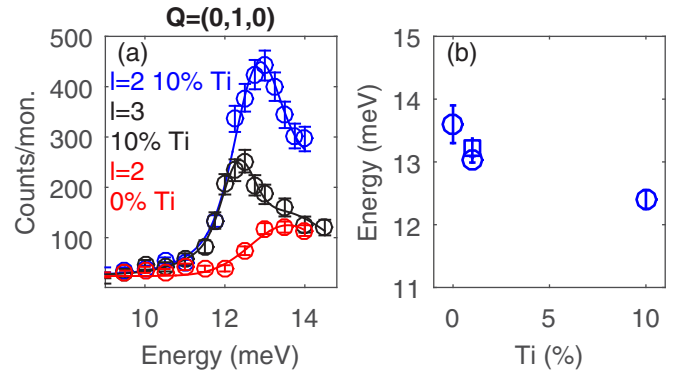 Q=(0,1,0)
(a)
500
400
300
200
100
l=2 10% Ti
l=3
10% Ti
l=2
0% Ti
Counts/mon.
10 12 14
Energy (meV)
(b)
15
14
13
12
11
Energy (meV)
0 5 10
Ti (%)